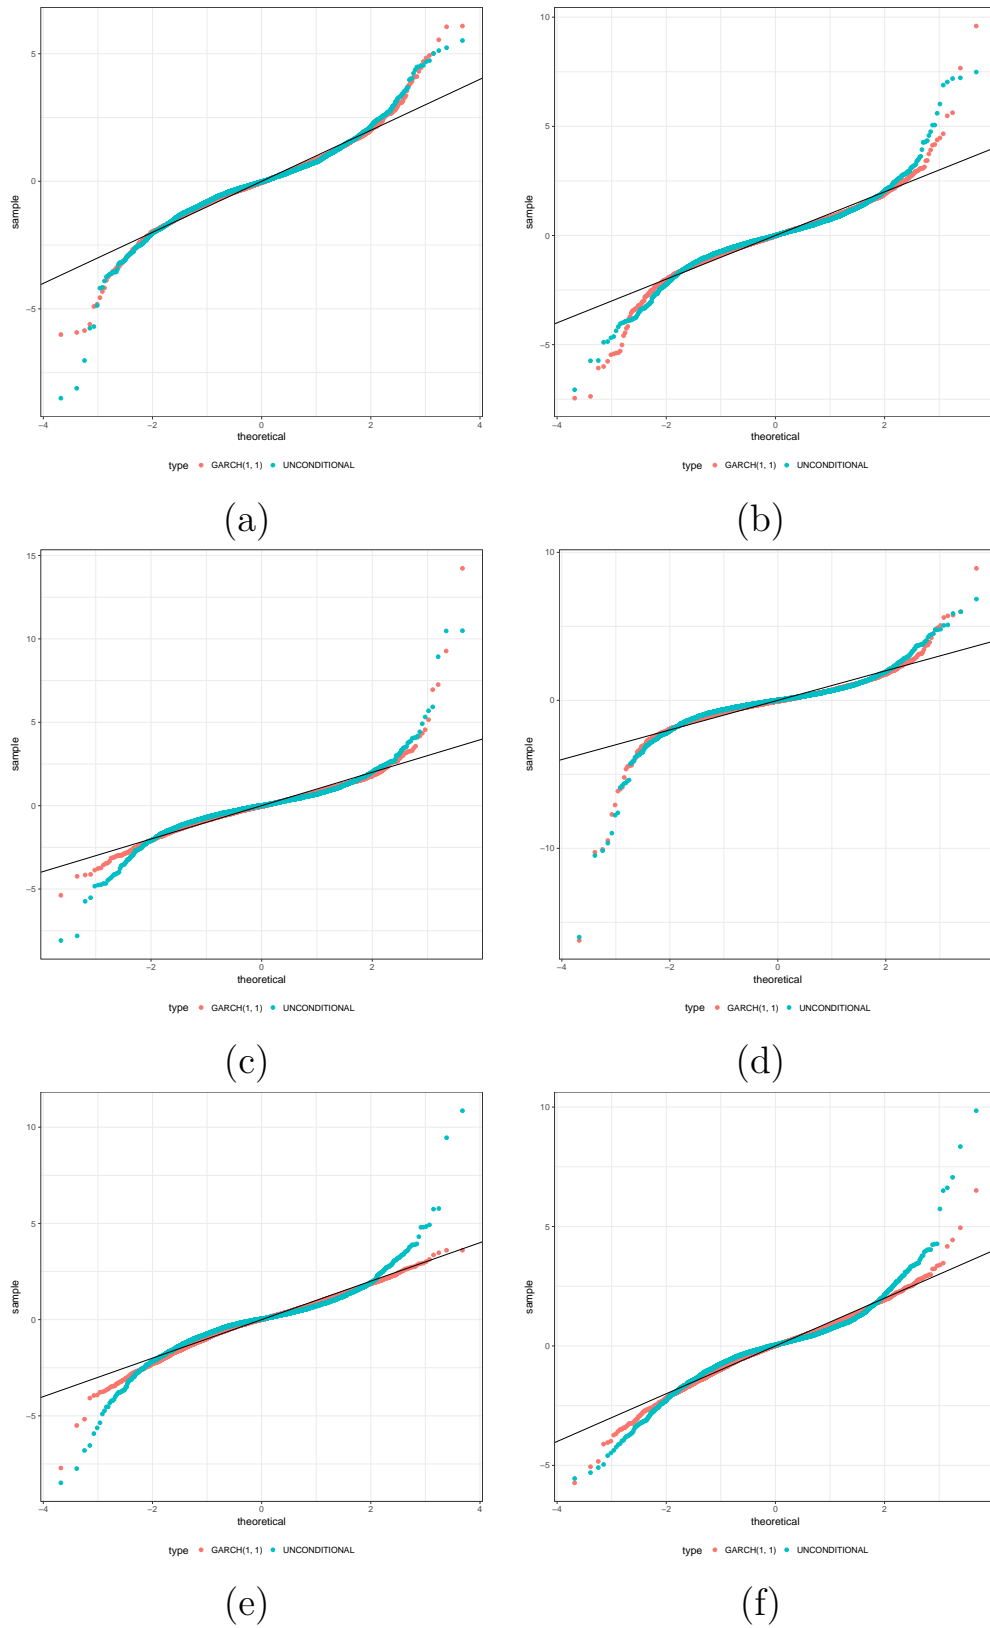 5
0
−5
sample
−4 −2 0 2 4
theoretical
type GARCH(1, 1) UNCONDITIONAL
(a)
10
5
0
−5
sample
−4 −2 0 2
theoretical
type GARCH(1, 1) UNCONDITIONAL
(b)
15
10
5
0
−5
sample
−2 0 2
theoretical
type GARCH(1, 1) UNCONDITIONAL
(c)
10
0
−10
sample
−4 −2 0 2
theoretical
type GARCH(1, 1) UNCONDITIONAL
(d)
10
5
0
−5
sample
−4 −2 0 2 4
theoretical
type GARCH(1, 1) UNCONDITIONAL
(e)
10
5
0
−5
sample
−4 −2 0 2
theoretical
type GARCH(1, 1) UNCONDITIONAL
(f)